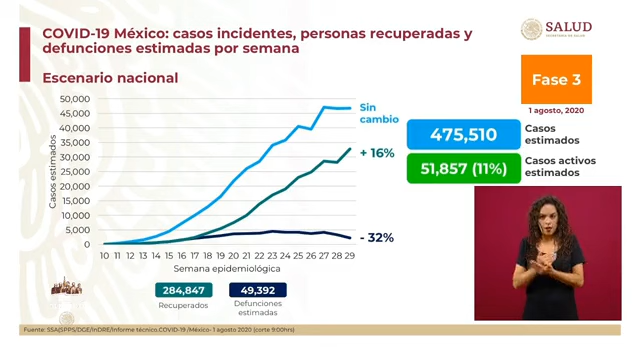 COVID-19 México: casos incidentes, personas recuperadas y
defunciones estimadas por semana
SALUD
SECRETARÍA DE SALUD
Escenario nacional
Fase 3
1 agosto, 2020
50,000
45,000
40,000
35,000
30,000
25,000
20,000
15,000
10,000
5,000
0
Casos estimados
10 11 12 13 14 15 16 17 18 19 20 21 22 23 24 25 26 27 28 29
Semana epidemiológica
Sin
cambio
+ 16%
- 32%
475,510
Casos
estimados
51,857 (11%)
Casos activos
estimados
284,847
Recuperados
49,392
Defunciones
estimadas
Fuente: SSA(SPPS/DGE/InDRE/Informe técnico.COVID-19 /México- 1 agosto 2020 (corte 9:00hrs)